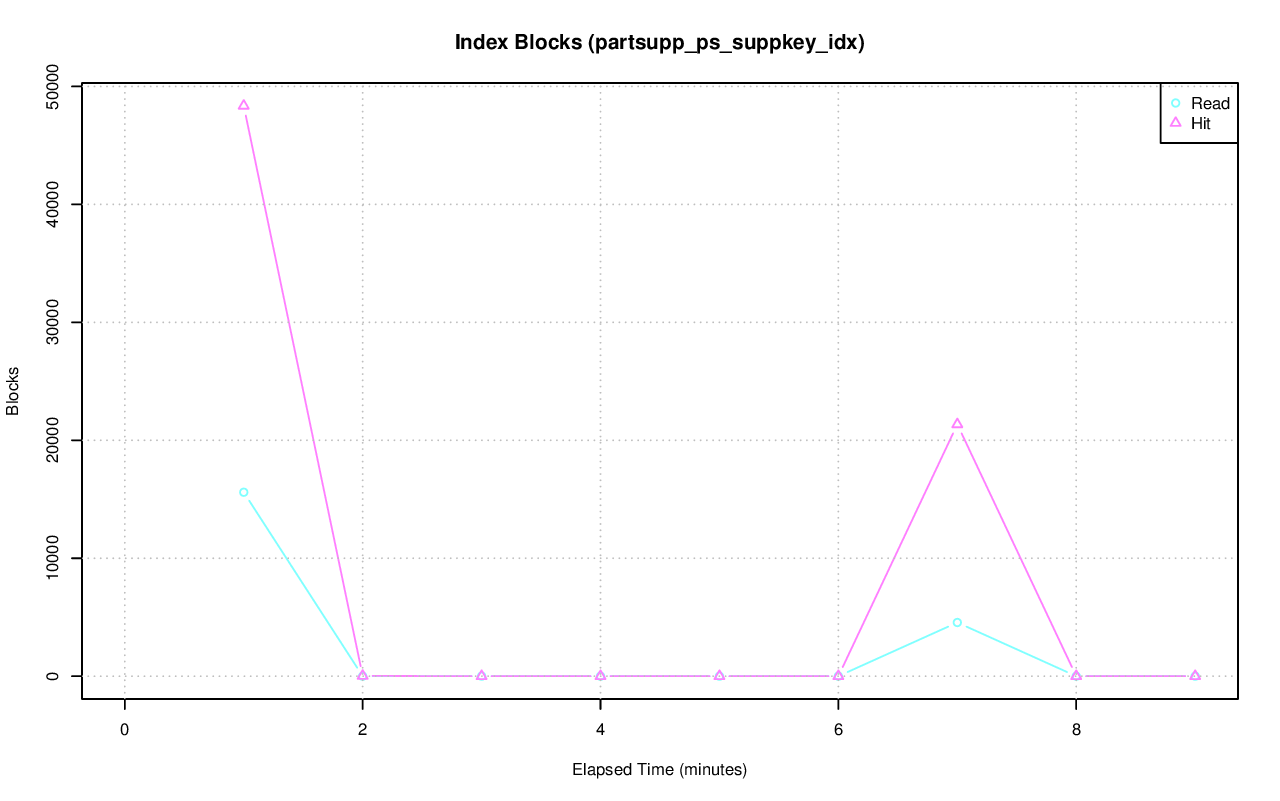 Index Blocks (partsupp_ps_suppkey_idx)
Read
Hit
Blocks
50000
40000
30000
20000
10000
0
0 2 4 6 8
Elapsed Time (minutes)